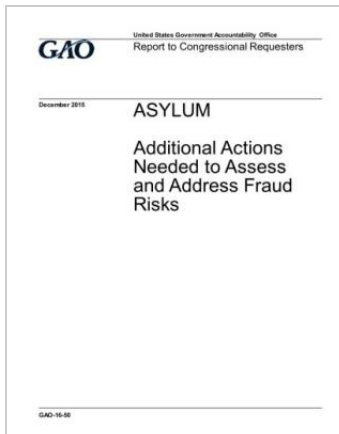 United States Government Accountability Office
GAO
Report to Congressional Requesters
December 2015
ASYLUM
Additional Actions
Needed to Assess
and Address Fraud
Risks
GAO-16-50